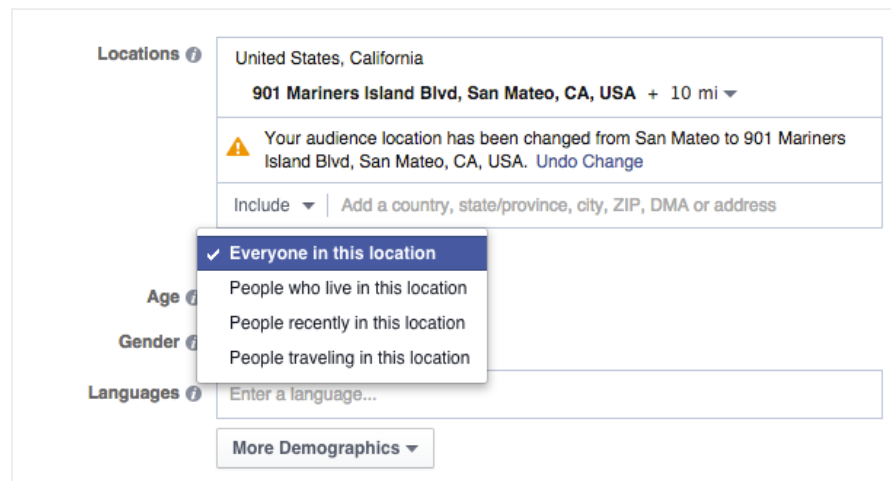 Locations
United States, California
901 Mariners Island Blvd, San Mateo, CA, USA + 10 mi
Your audience location has been changed from San Mateo to 901 Mariners
Island Blvd, San Mateo, CA, USA. Undo Change
Include Add a country, state/province, city, ZIP, DMA or address
Everyone in this location
People who live in this location
Age
People recently in this location
Gender
People traveling in this location
Languages Enter a language...
More Demographics